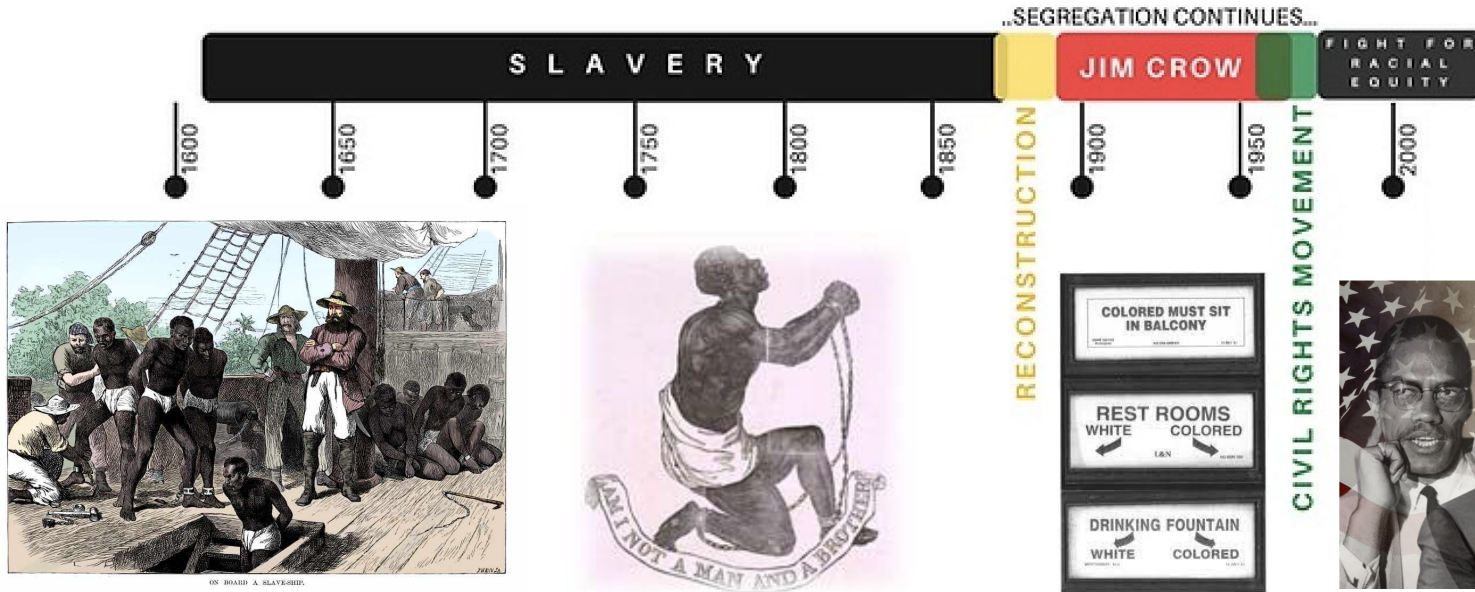 ..SEGREGATION CONTINUES...
SLAVERY
JIM CROW
FIGHT FOR
RACIAL
EQUITY
1600
1650
1700
1750
1800
1850
RECONSTRUCTION
1900
1950
CIVIL RIGHTS MOVEMENT
2000
ON BOARD A SLAVE-SHIP.
AM I NOT A MAN AND A BROTHER
COLORED MUST SIT
IN BALCONY
REST ROOMS
WHITE COLORED
L&N
DRINKING FOUNTAIN
WHITE COLORED